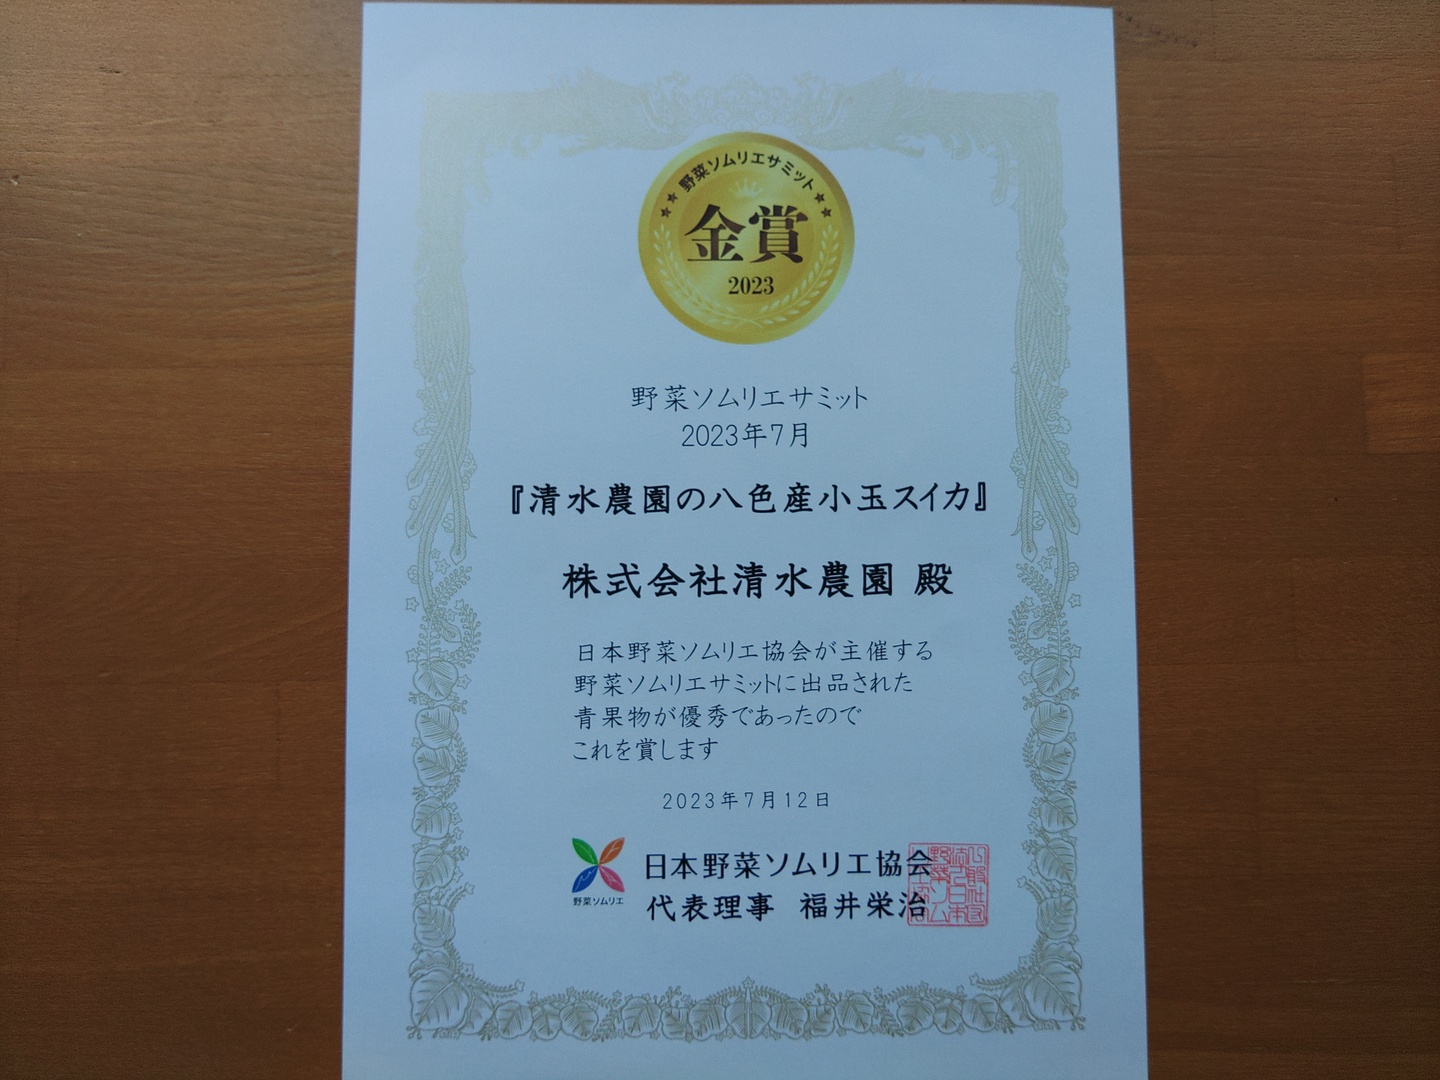 ★★野菜ソムリエサミット★★
金賞
2023
野菜ソムリエサミット
2023年7月
『清水農園の八色産小玉スイカ』
株式会社清水農園 殿
日本野菜ソムリエ協会が主催する
野菜ソムリエサミットに出品された
青果物が優秀であったので
これを賞します
2023年7月12日
野菜ソムリエ
日本野菜ソムリエ協会
代表理事 福井栄治